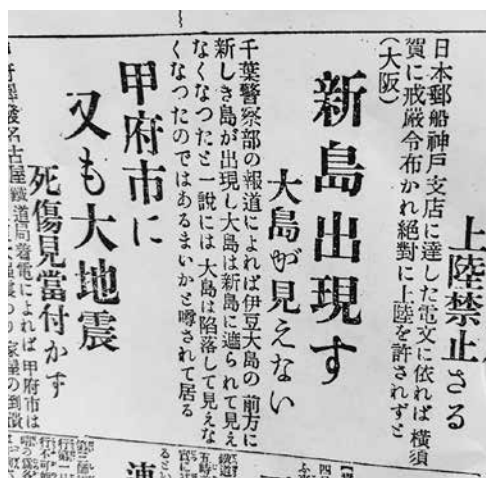 上陸禁止さる
日本郵船神戸支店に達した電文に依れば横須
賀に戒厳令布かれ絶對に上陸を許されずと
(大阪)
新島出現す
大島が見えない
千葉警察部の報道によれば伊豆大島の前方に
新しき島が出現し大島は新島に遮られて見え
なくなつたと一説には大島は陥落して見えな
くなつたのではあるまいかと噂されて居る
甲府市に
又も大地震
死傷見當付かす
名古屋鐵道局着電によれば甲府市は
家屋の倒潰